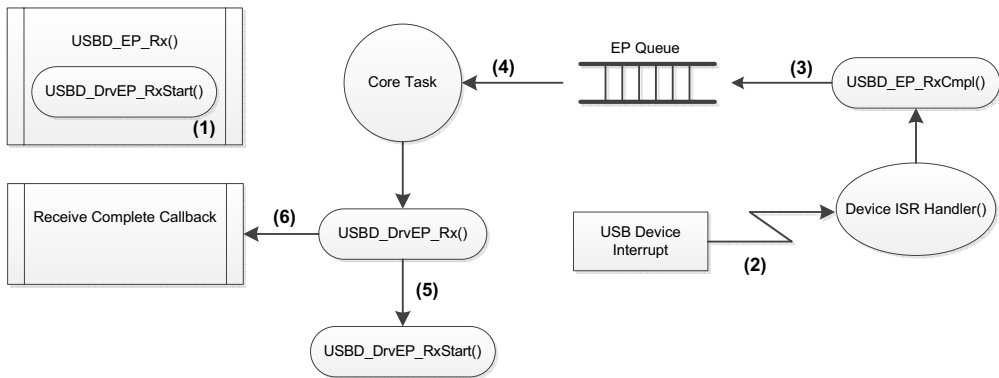 USBD_EP_Rx()
USBD_DrvEP_RxStart()
(1)
Core Task
(4)
EP Queue
(3)
USBD_EP_RxCmpl()
Receive Complete Callback
(6)
USBD_DrvEP_Rx()
USB Device
Interrupt
(2)
Device ISR Handler()
(5)
USBD_DrvEP_RxStart()